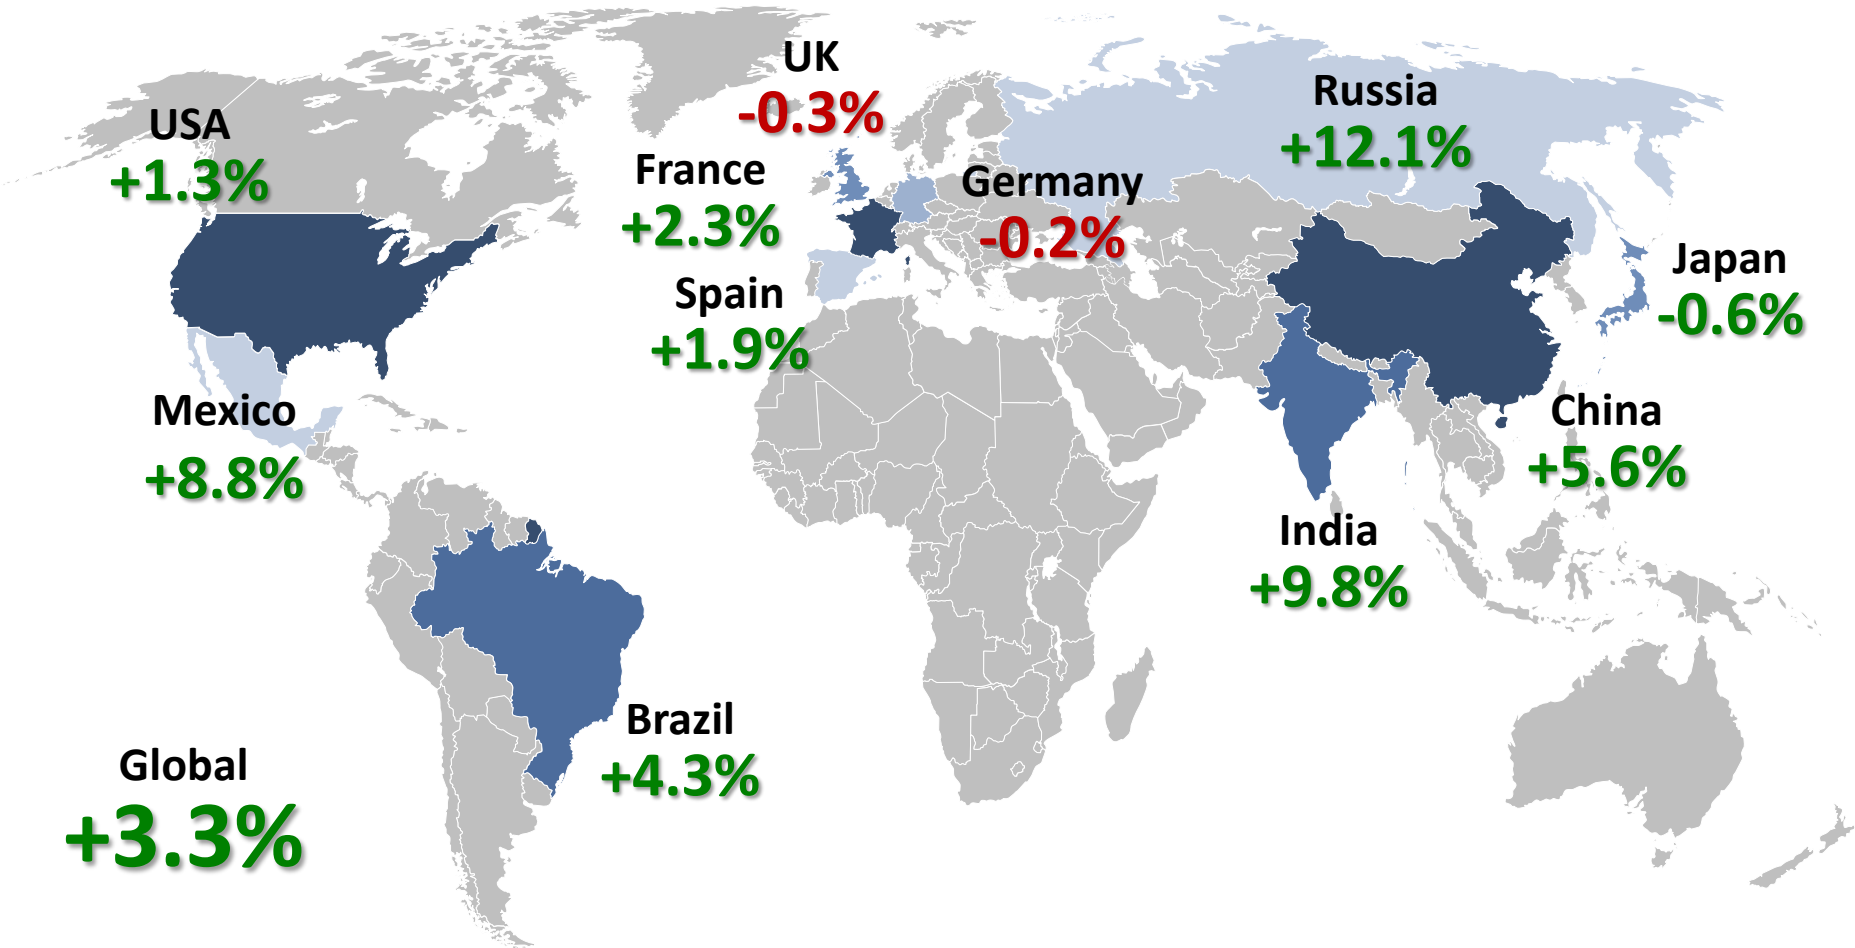 UK
-0.3%
Russia
+12.1%
USA
+1.3%
France
+2.3%
Germany
-0.2%
Japan
-0.6%
Spain
+1.9%
Mexico
+8.8%
China
+5.6%
India
+9.8%
Brazil
+4.3%
Global
+3.3%